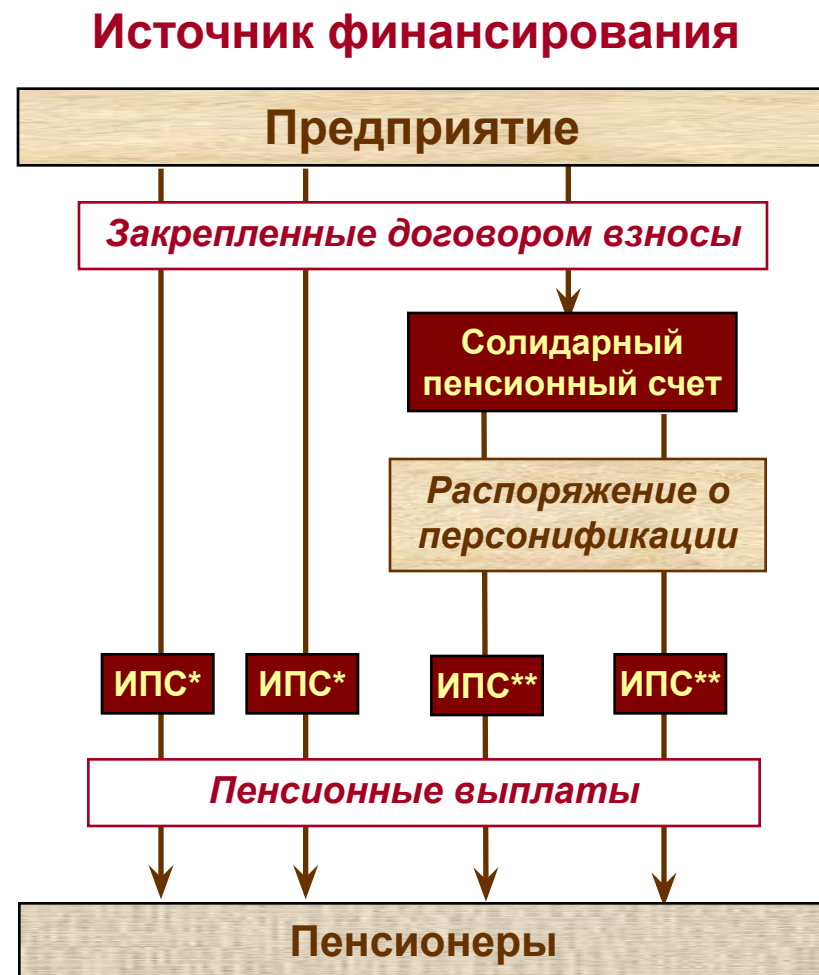 Источник финансирования
Предприятие
Закрепленные договором взносы
Солидарный
пенсионный счет
Распоряжение о
персонификации
ИПС* ИПС* ИПС** ИПС**
Пенсионные выплаты
Пенсионеры